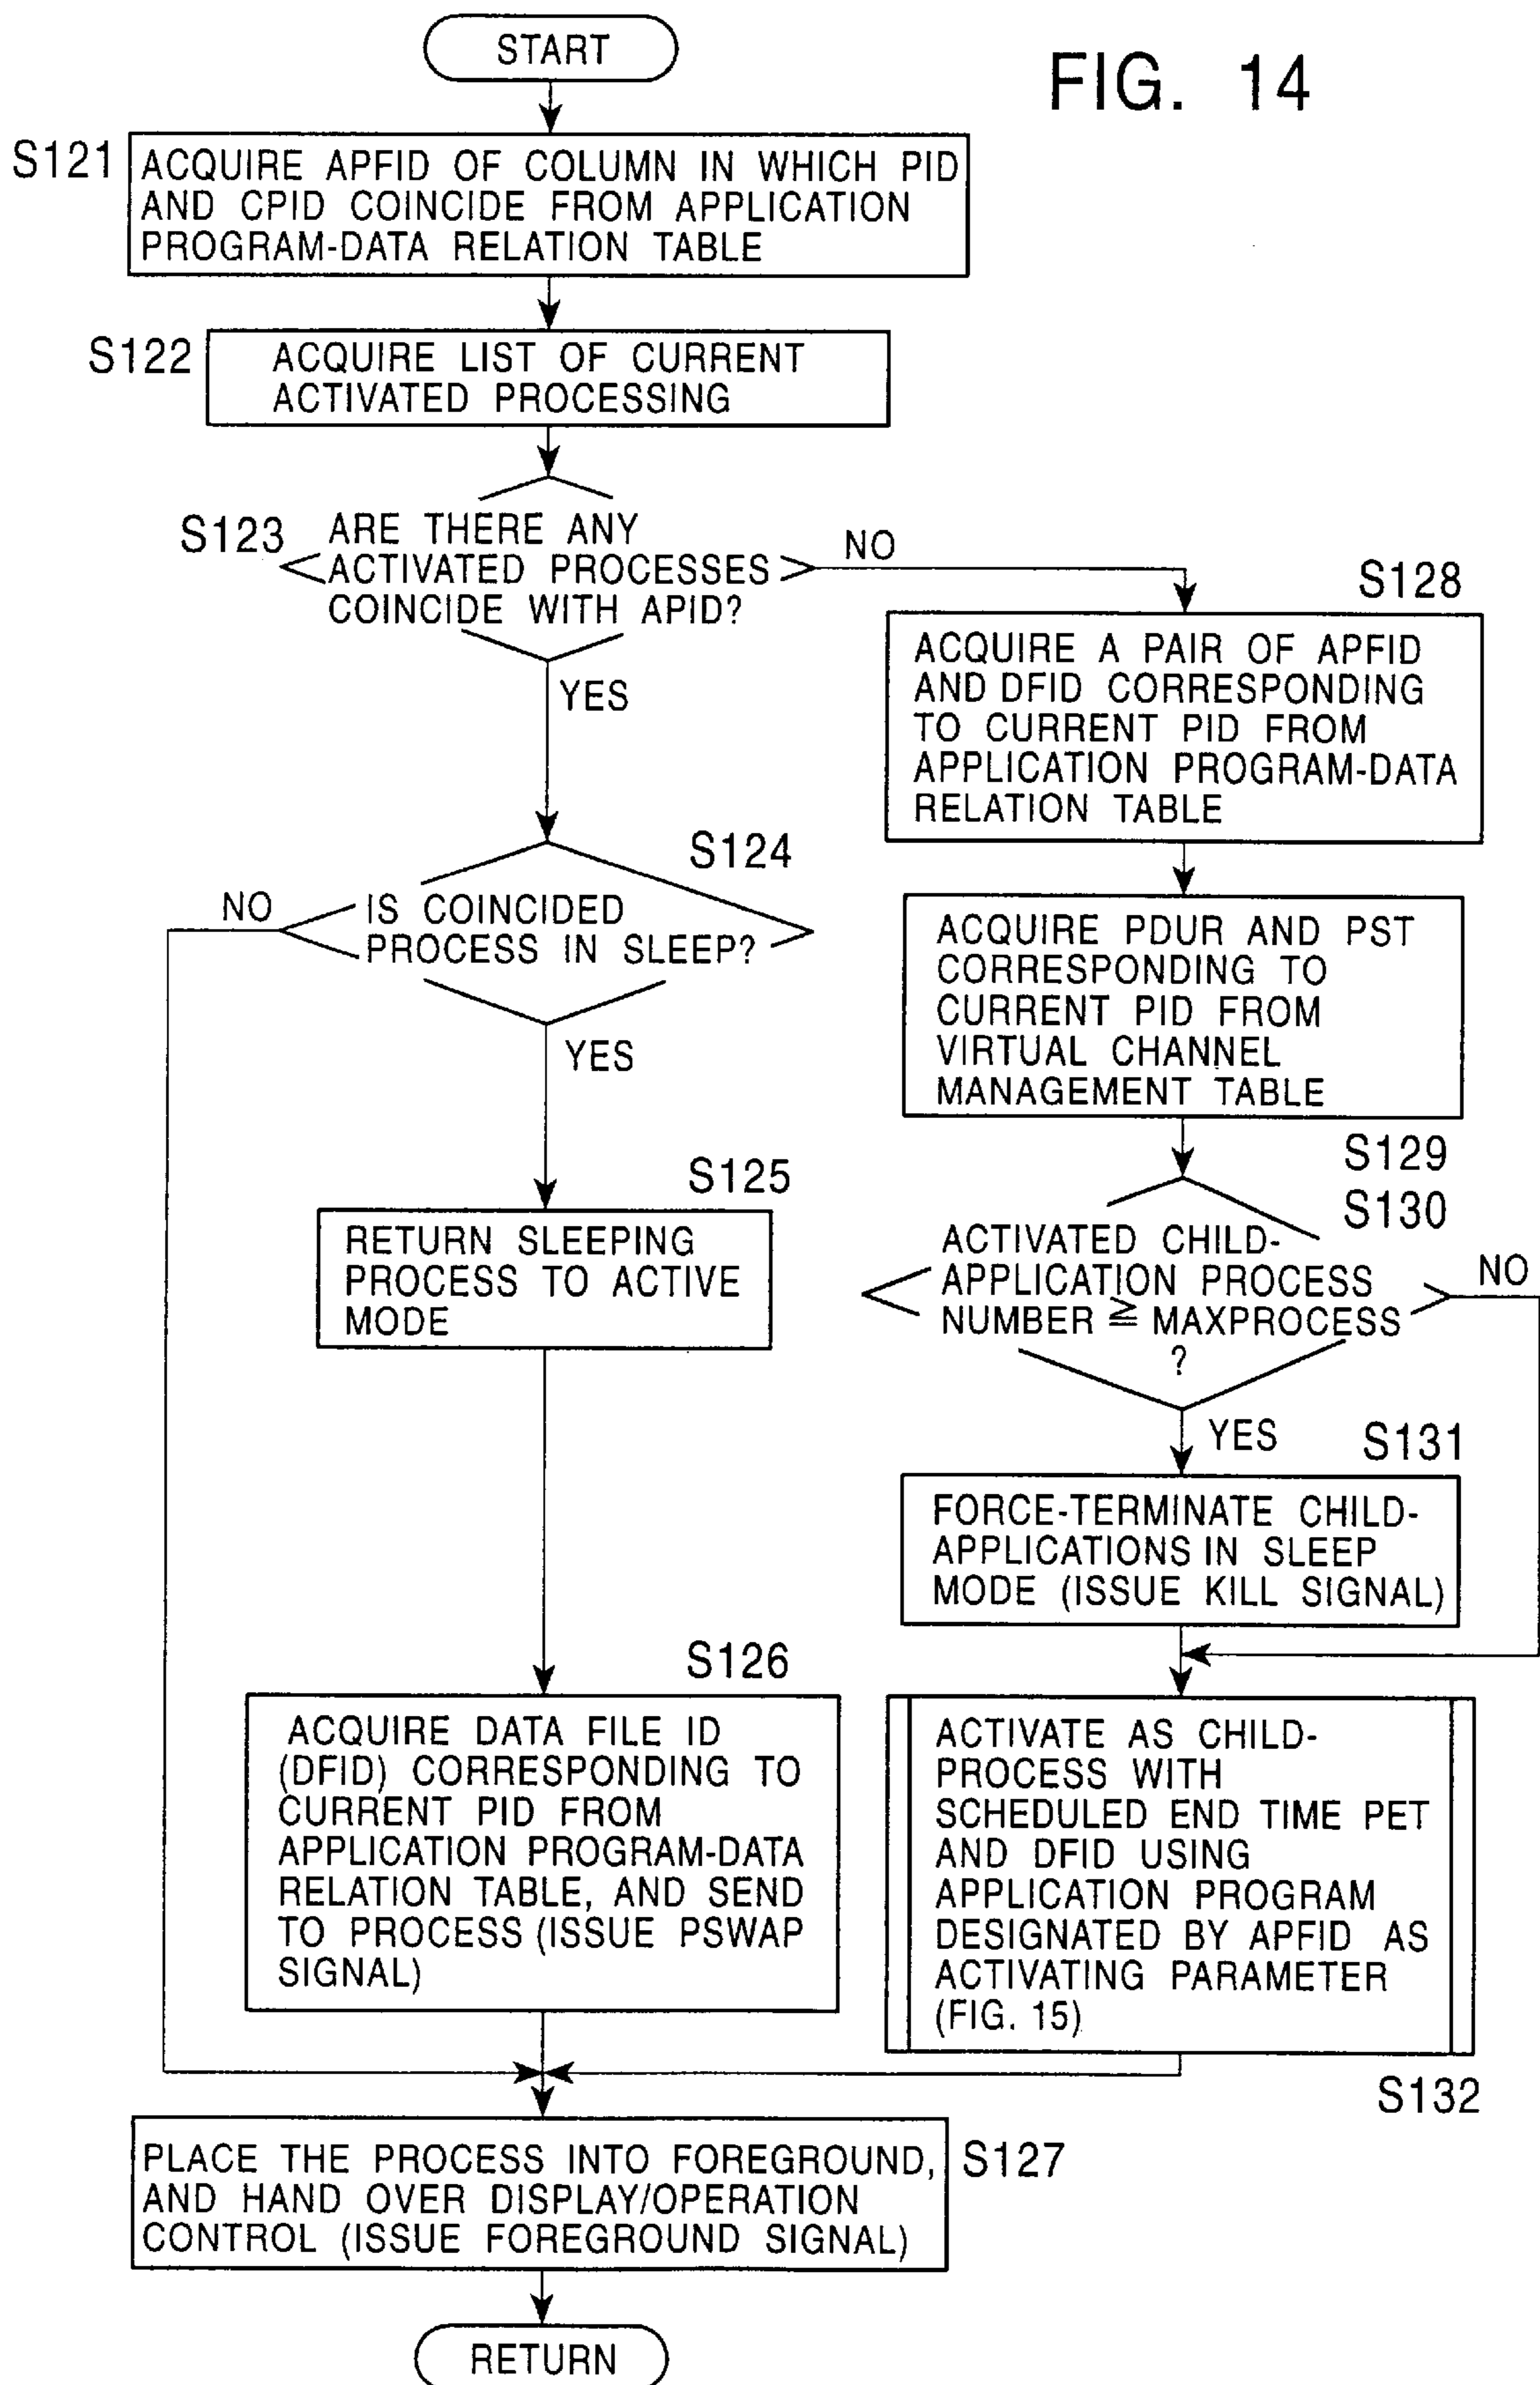 START
FIG. 14
S121
ACQUIRE APFID OF COLUMN IN WHICH PID
AND CPID COINCIDE FROM APPLICATION
PROGRAM-DATA RELATION TABLE
S122
ACQUIRE LIST OF CURRENT
ACTIVATED PROCESSING
S123
ARE THERE ANY
ACTIVATED PROCESSES
COINCIDE WITH APID?
NO
YES
S124
IS COINCIDED
PROCESS IN SLEEP?
NO
YES
S125
RETURN SLEEPING
PROCESS TO ACTIVE
MODE
S126
ACQUIRE DATA FILE ID
(DFID) CORRESPONDING TO
CURRENT PID FROM
APPLICATION PROGRAM-DATA
RELATION TABLE, AND SEND
TO PROCESS (ISSUE PSWAP
SIGNAL)
S128
ACQUIRE A PAIR OF APFID
AND DFID CORRESPONDING
TO CURRENT PID FROM
APPLICATION PROGRAM-DATA
RELATION TABLE
ACQUIRE PDUR AND PST
CORRESPONDING TO
CURRENT PID FROM
VIRTUAL CHANNEL
MANAGEMENT TABLE
S129
S130
ACTIVATED CHILD-
APPLICATION PROCESS
NUMBER ≧ MAXPROCESS
?
NO
YES
S131
FORCE-TERMINATE CHILD-
APPLICATIONS IN SLEEP
MODE (ISSUE KILL SIGNAL)
ACTIVATE AS CHILD-
PROCESS WITH
SCHEDULED END TIME PET
AND DFID USING
APPLICATION PROGRAM
DESIGNATED BY APFID AS
ACTIVATING PARAMETER
(FIG. 15)
S132
PLACE THE PROCESS INTO FOREGROUND,
AND HAND OVER DISPLAY/OPERATION
CONTROL (ISSUE FOREGROUND SIGNAL)
S127
RETURN